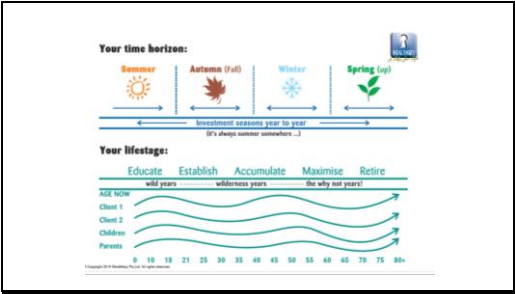 Your time horizon:
Summer Autumn (Fall) Winter Spring (up)
Investment seasons year to year
(it's always summer somewhere ...)
Your lifestage:
Educate Establish Accumulate Maximise Retire
wild years wilderness years the why not years!
AGE NOW
Client 1
Client 2
Children
Parents
0 10 18 21 25 30 35 40 45 50 55 60 65 70 75 80+